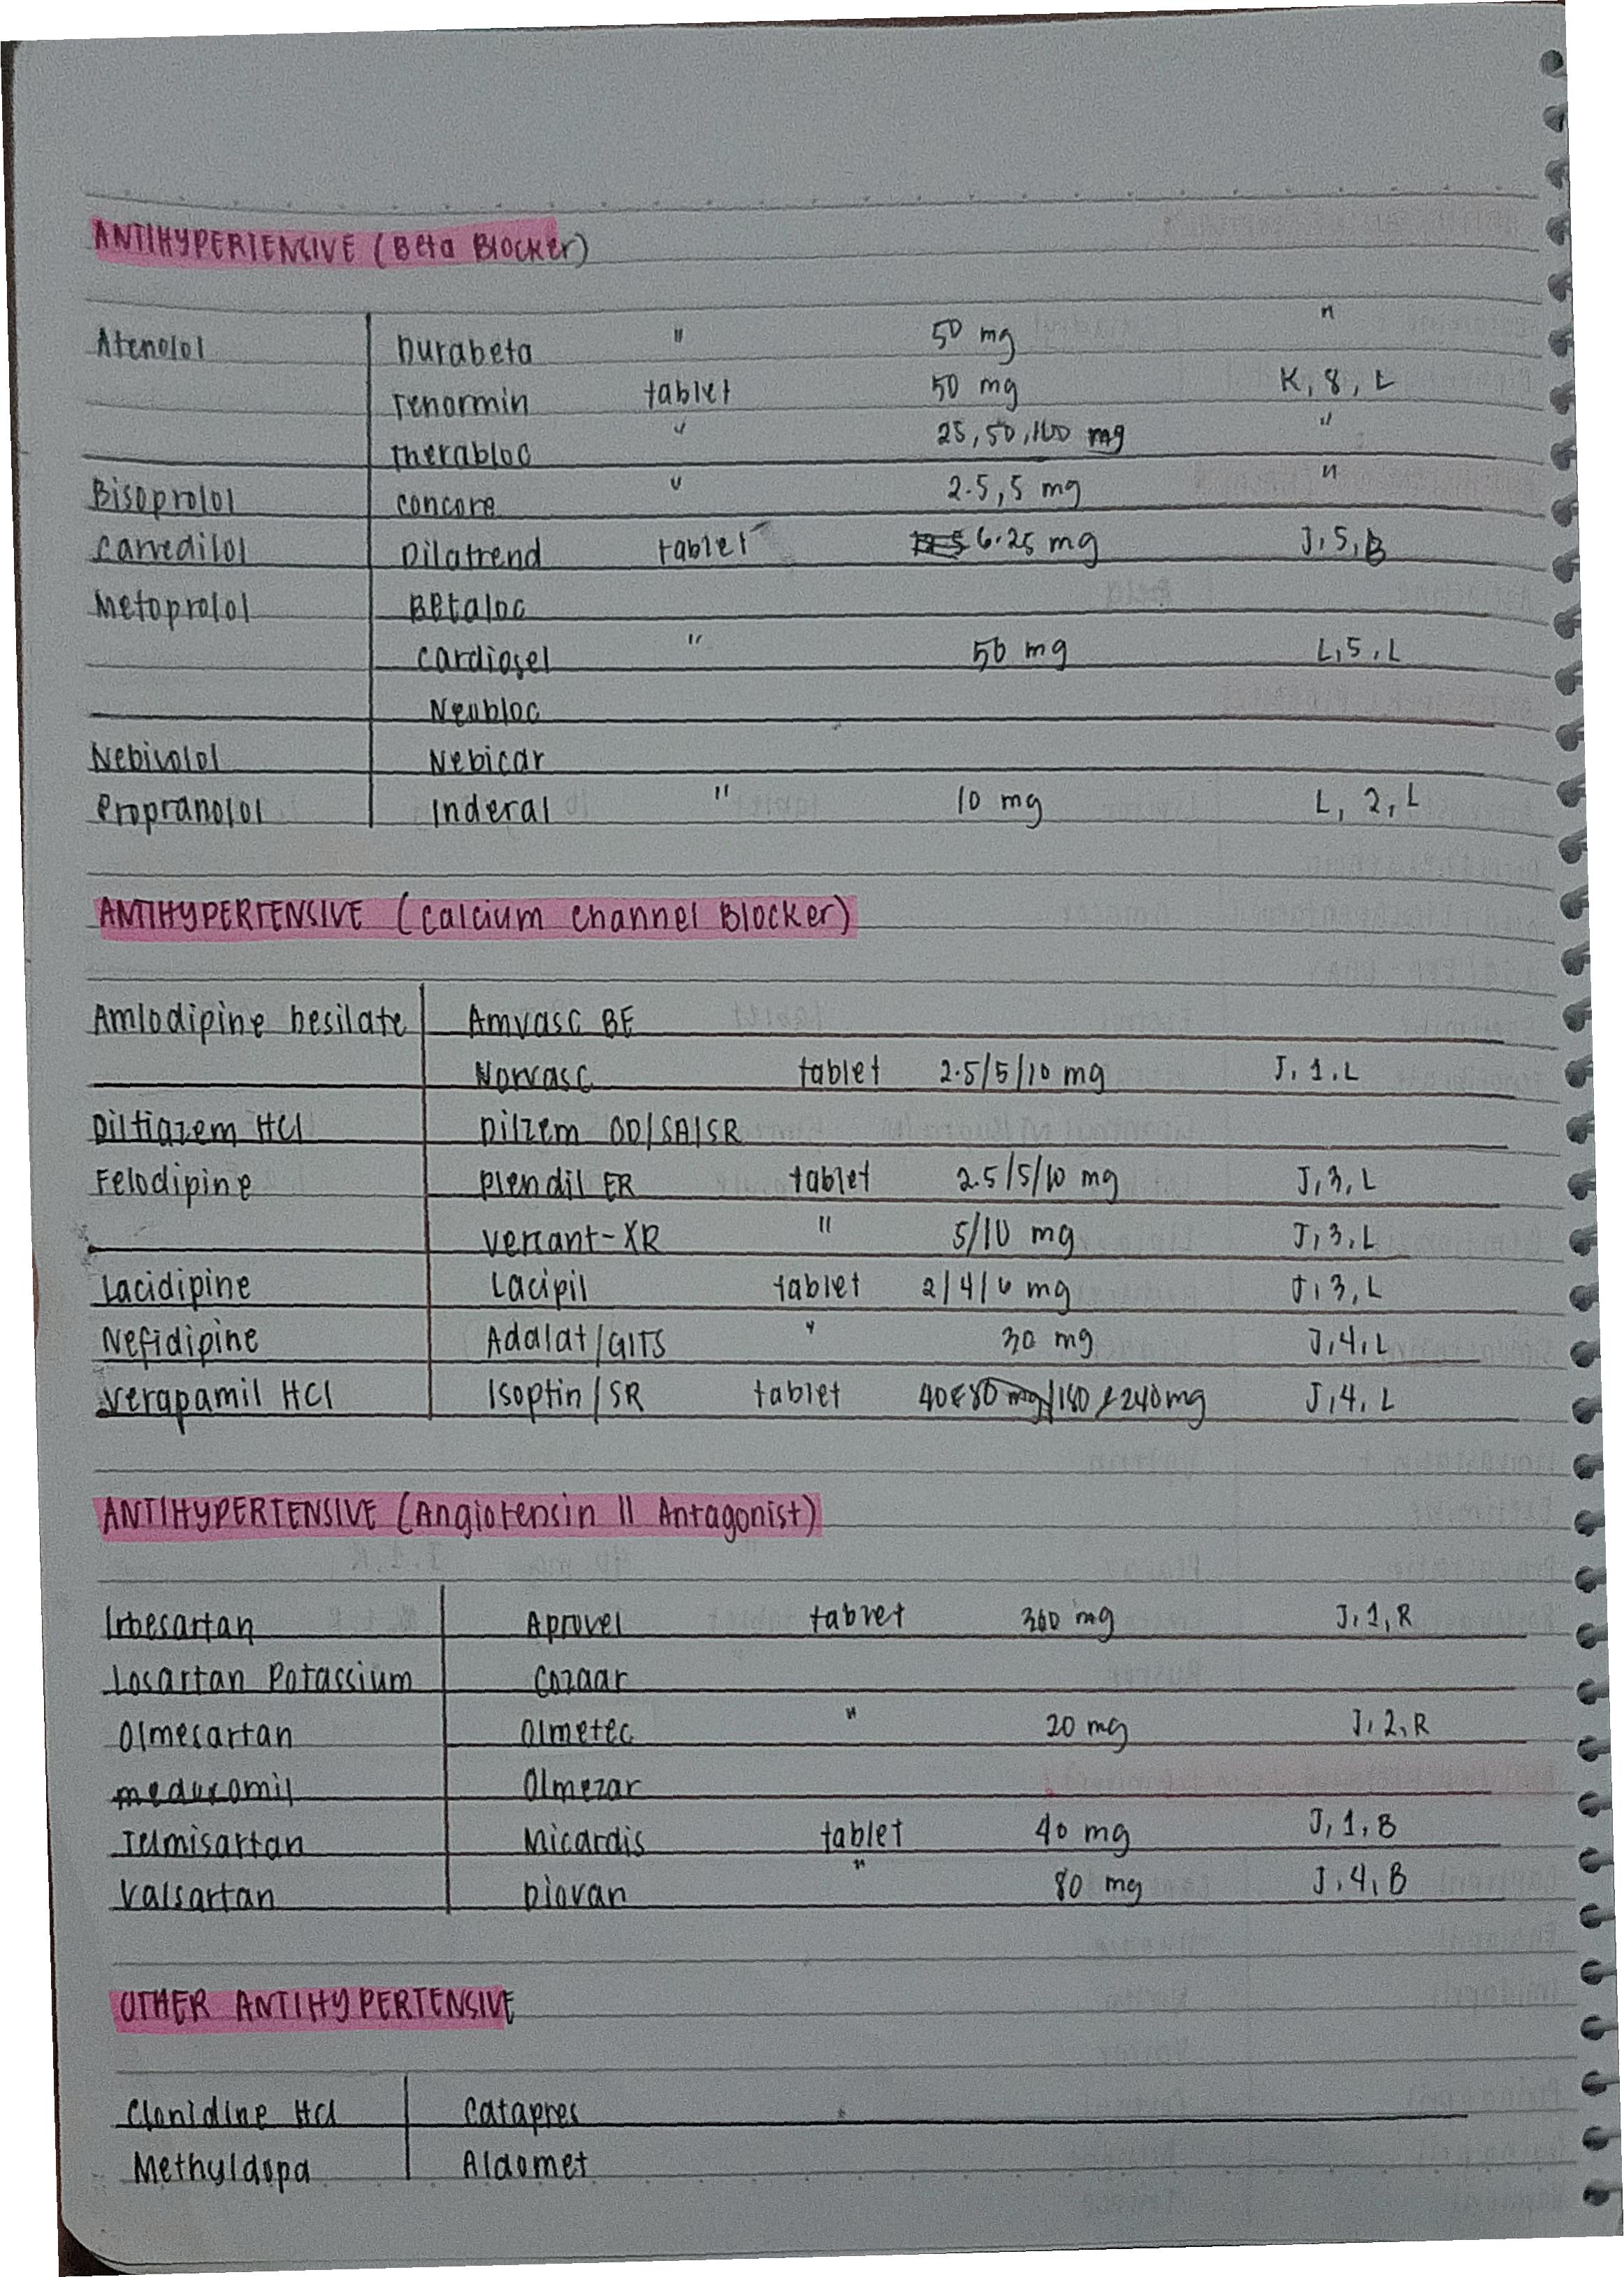 ANTIHYPERTENSIVE (Beta Blocker)
Atenolol Durabeta " 50 mg "
Tenormin tablet 50 mg K, 8, L
Therabloc " 25, 50, 100 mg "
Bisoprolol Concore " 2.5, 5 mg "
Carvedilol Dilatrend tablet 6.25 mg J, 5, B
Metoprolol Betaloc
Cardiosel " 50 mg L, 5, L
Neubloc
Nebivolol Nebicar
Propranolol Inderal " 10 mg L, 2, L
ANTIHYPERTENSIVE (Calcium Channel Blocker)
Amlodipine besilate Amvasc BE
Norvasc tablet 2.5/5/10 mg J, 1, L
Diltiazem HCl Dilzem OD/SA/SR
Felodipine Plendil ER tablet 2.5/5/10 mg J, 3, L
Versant-XR " 5/10 mg J, 3, L
Lacidipine Lacipil tablet 2/4/6 mg J, 3, L
Nefidipine Adalat/GITS " 30 mg J, 4, L
Verapamil HCl Isoptin/SR tablet 40&80 mg/180 & 240mg J, 4, L
ANTIHYPERTENSIVE (Angiotensin II Antagonist)
Irbesartan Aprovel tablet 300 mg J, 1, R
Losartan Potassium Cozaar
Olmesartan Olmetec " 20 mg J, 2, R
medoxomil Olmezar
Telmisartan Micardis tablet 40 mg J, 1, B
Valsartan Diovan " 80 mg J, 4, B
OTHER ANTIHYPERTENSIVE
Clonidine HCl Catapres
Methyldopa Aldomet